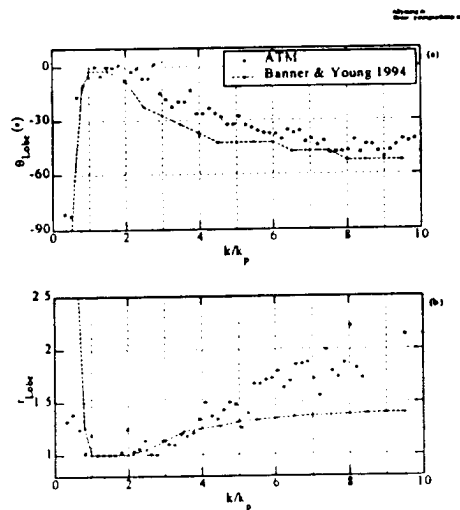 (a)
ATM
Banner & Young 1994
0
-30
-60
-90
θLobe (°)
0 2 4 6 8 10
k/kp
(b)
2 5
2
1 5
1
rLobe
0 2 4 6 8 10
k/kp